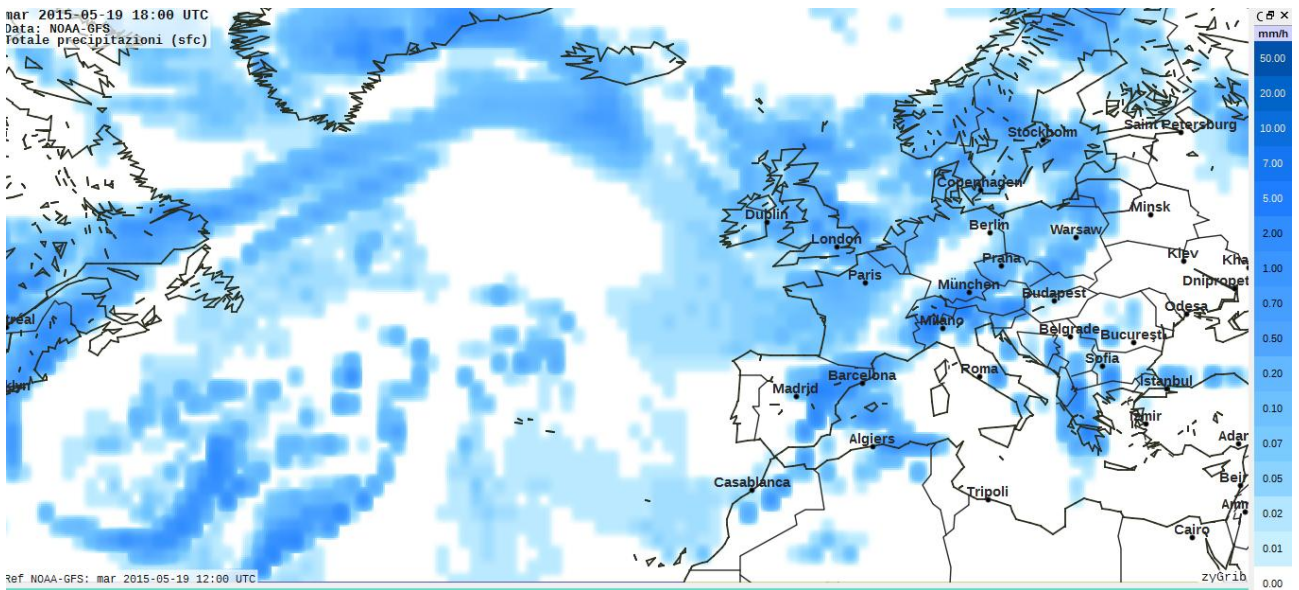 mar 2015-05-19 18:00 UTC
Data: NOAA-GFS
Totale precipitazioni (sfc)
mm/h
50.00
20.00
10.00
7.00
5.00
2.00
1.00
0.70
0.50
0.20
0.10
0.07
0.05
0.02
0.01
0.00
Stockholm
Saint Petersburg
Copenhagen
Minsk
Dublin
Berlin
Warsaw
London
Kiev
Kha
Paris
Praha
München
Budapest
Dnipropet
Odesa
real
Milano
Belgrade
București
Sofia
Roma
Istanbul
Madrid
Barcelona
Algiers
Adan
Casablanca
Tripoli
Cairo
Ref NOAA-GFS: mar 2015-05-19 12:00 UTC
zyGrib